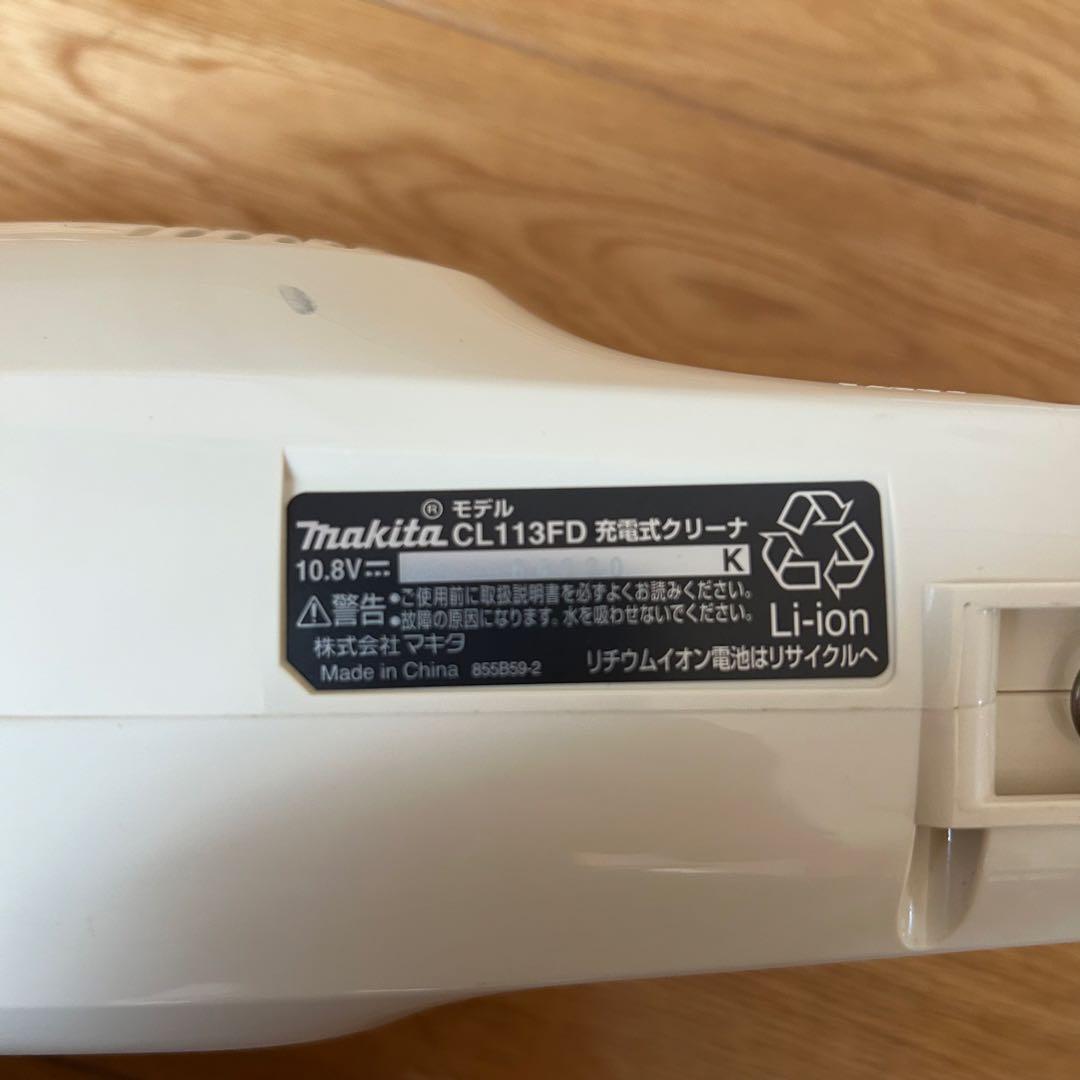 makita® モデル CL113FD 充電式クリーナ
10.8V⎓ K
⚠警告 •ご使用前に取扱説明書を必ずよくお読みください。
•故障の原因になります。水を吸わせないでください。
株式会社マキタ
Made in China 855B59-2
Li-ion
リチウムイオン電池はリサイクルへ